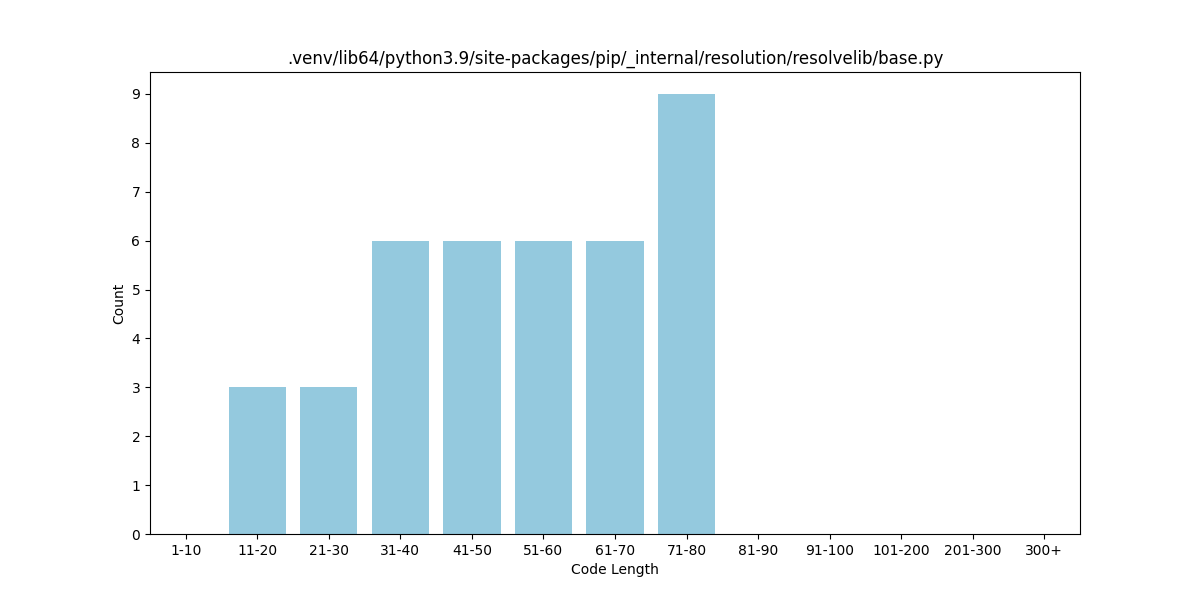 .venv/lib64/python3.9/site-packages/pip/_internal/resolution/resolvelib/base.py
9
8
7
6
5
4
3
2
1
0
Count
1-10 11-20 21-30 31-40 41-50 51-60 61-70 71-80 81-90 91-100 101-200 201-300 300+
Code Length